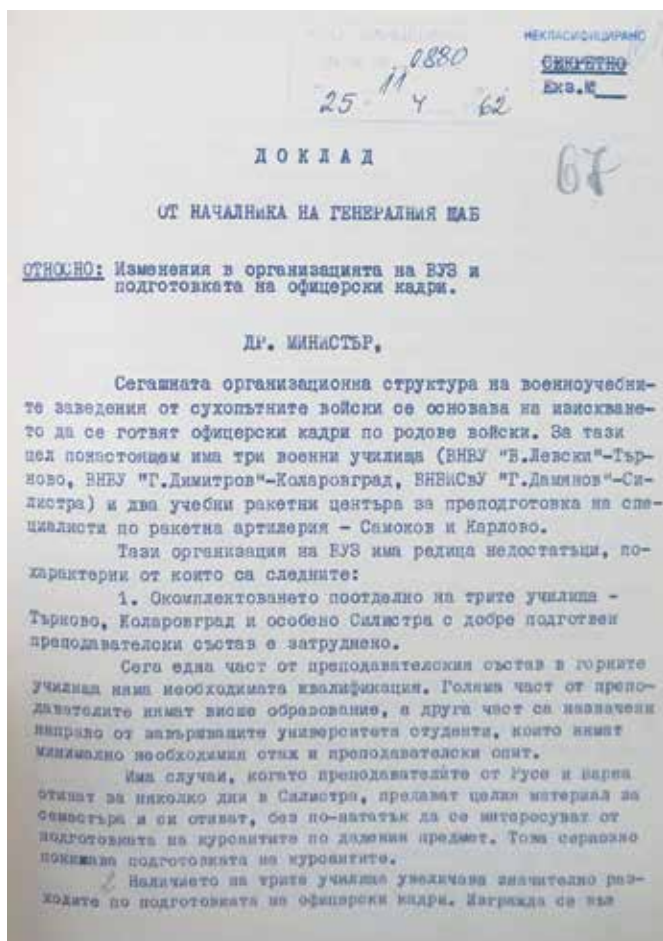 НЕКЛАСИФИЦИРАНО
СЕКРЕТНО
Екз.№
0880
11
25 4 62
67
ДОКЛАД
ОТ НАЧАЛНИКА НА ГЕНЕРАЛНИЯ ЩАБ
ОТНОСНО: Изменения в организацията на ВУЗ и
подготовката на офицерски кадри.
ДР. МИНИСТЪР,
Сегашната организационна структура на военноучебни-
те заведения от сухопътните войски се основава на изискване-
то да се готвят офицерски кадри по родове войски. За тази
цел понастоящем има три военни училища (ВНВУ "В.Левски"-Тър-
ново, ВНВУ "Г.Димитров"-Коларовград, ВНВИСвУ "Г.Дамянов"-Си-
листра) и два учебни ракетни центъра за преподготовка на спе-
циалисти по ракетна артилерия - Самоков и Карлово.
Тази организация на ВУЗ има редица недостатъци, по-
характерни от които са следните:
1. Окомплектоването поотделно на трите училища -
Търново, Коларовград и особено Силистра с добре подготвен
преподавателски състав е затруднено.
Сега една част от преподавателския състав в горните
училища няма необходимата квалификация. Голяма част от препо-
давателите нямат висше образование, а друга част са назначени
направо от завършващите университета студенти, които нямат
минимално необходимия стаж и преподавателски опит.
Има случаи, когато преподавателите от Русе и Варна
отиват за няколко дни в Силистра, предават целия материал за
семестъра и си отиват, без по-нататък да се интересуват от
подготовката на курсантите по дадения предмет. Това сериозно
понижава подготовката на курсантите.
2 Наличието на трите училища увеличава значително раз-
ходите по подготовката на офицерски кадри. Изгражда се във